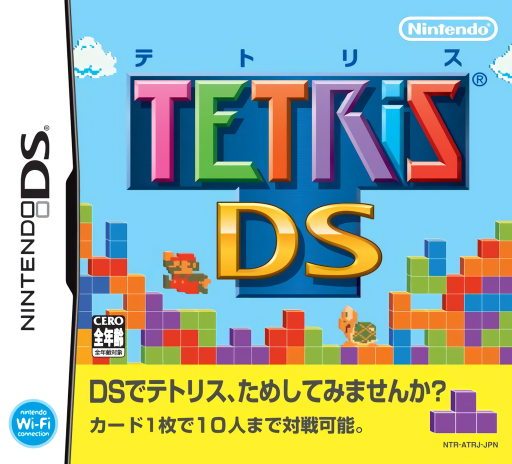 Nintendo
テトリス
TETRiS®
DS
NINTENDO DS®
CERO
全年齢
全年齢対象
DSでテトリス、ためしてみませんか?
カード1枚で10人まで対戦可能。
nintendo
Wi-Fi
connection
NTR-ATRJ-JPN